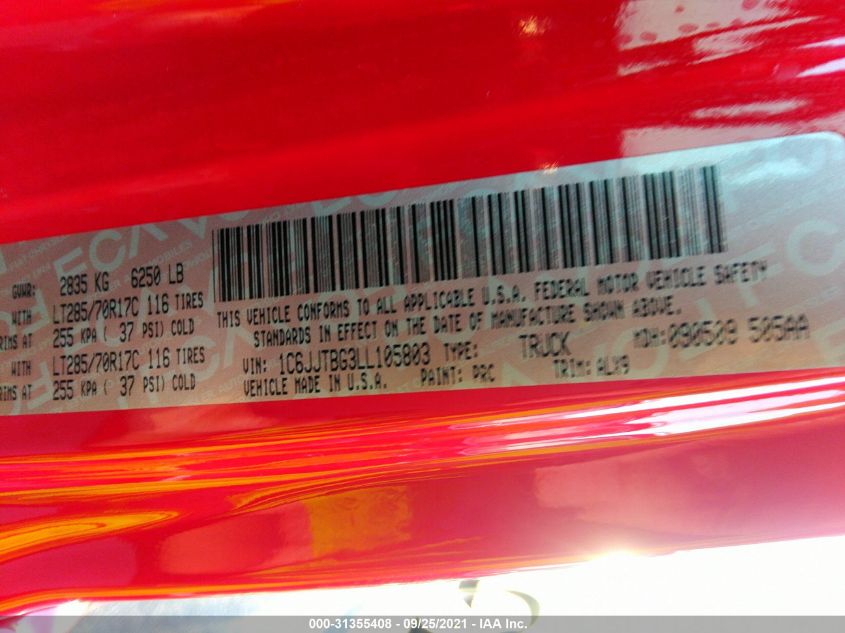 GVWR: 2835 KG 6250 LB
WITH LT285/70R17C 116 TIRES
RIMS AT 255 KPA ( 37 PSI) COLD
WITH LT285/70R17C 116 TIRES
RIMS AT 255 KPA ( 37 PSI) COLD
THIS VEHICLE CONFORMS TO ALL APPLICABLE U.S.A. FEDERAL MOTOR VEHICLE SAFETY
STANDARDS IN EFFECT ON THE DATE OF MANUFACTURE SHOWN ABOVE.
VIN: 1C6JJTBG3LL105803 TYPE: TRUCK MDH:090509 505AA
VEHICLE MADE IN U.S.A. PAINT: PRC TRIM: ALX9
000-31355408 - 09/25/2021 - IAA Inc.